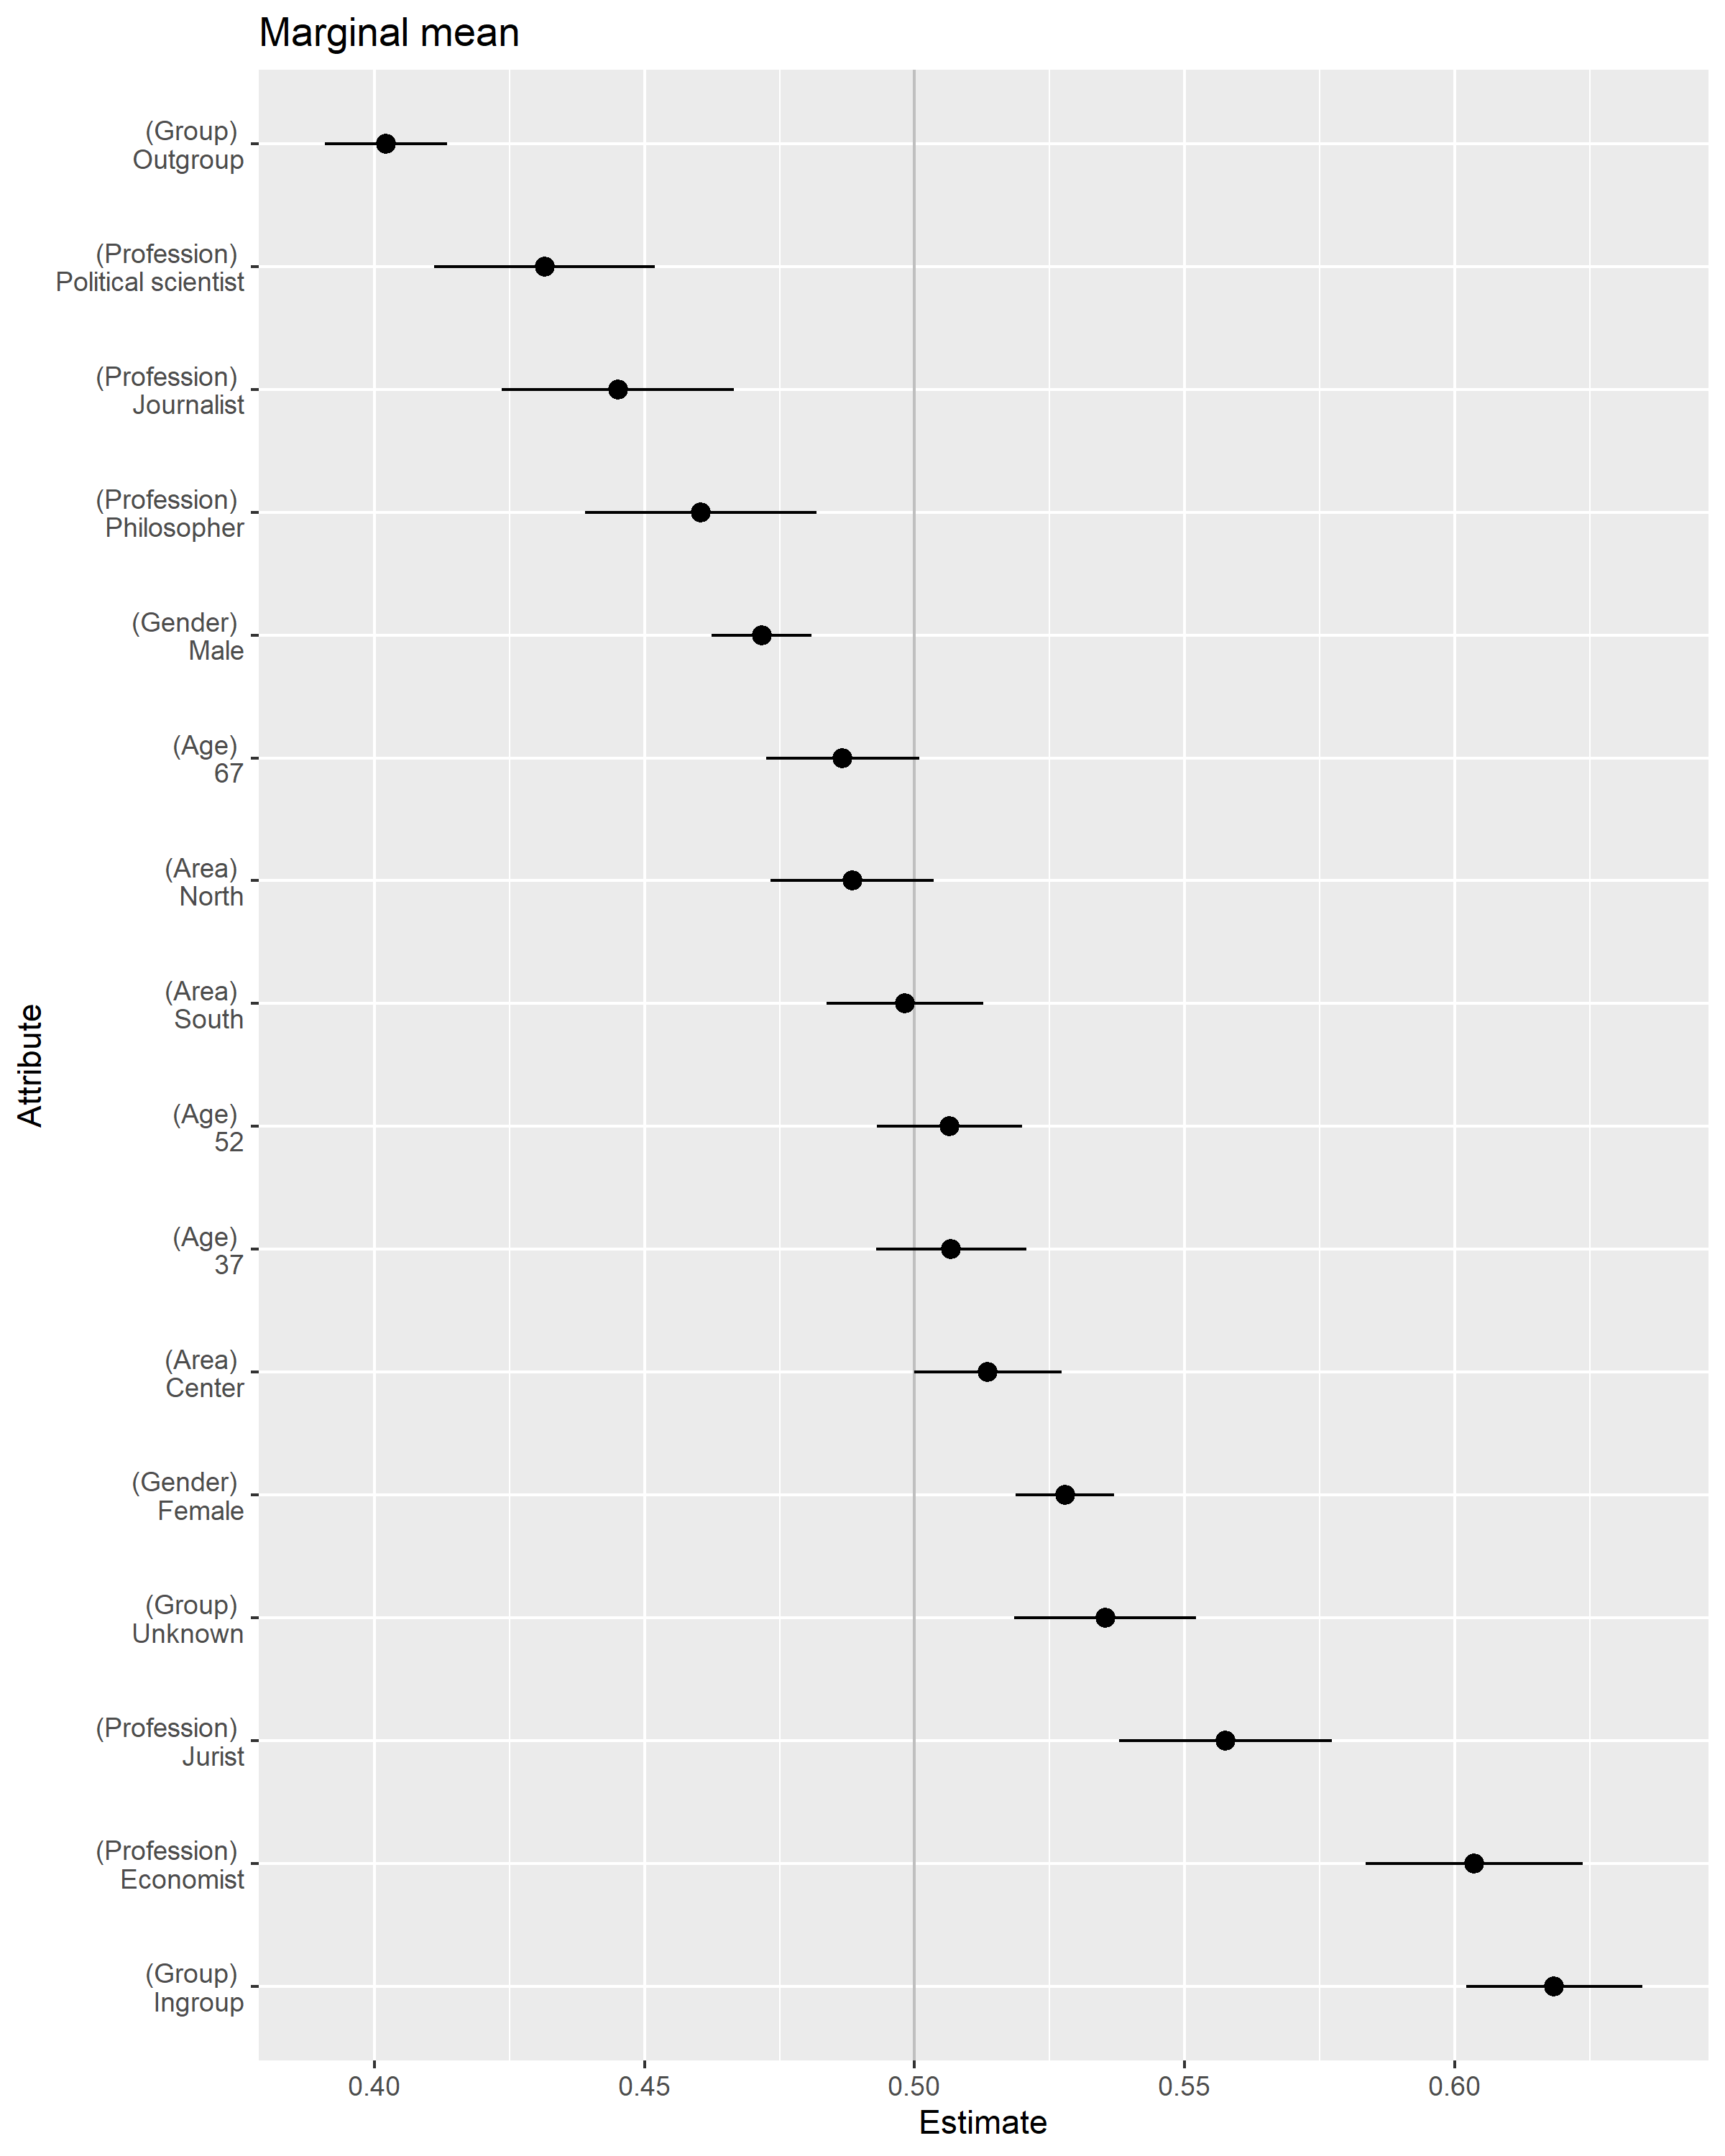 Marginal mean
(Group)
Outgroup
(Profession)
Political scientist
(Profession)
Journalist
(Profession)
Philosopher
(Gender)
Male
(Age)
67
(Area)
North
(Area)
South
(Age)
52
(Age)
37
(Area)
Center
(Gender)
Female
(Group)
Unknown
(Profession)
Jurist
(Profession)
Economist
(Group)
Ingroup
Attribute
0.40 0.45 0.50 0.55 0.60
Estimate